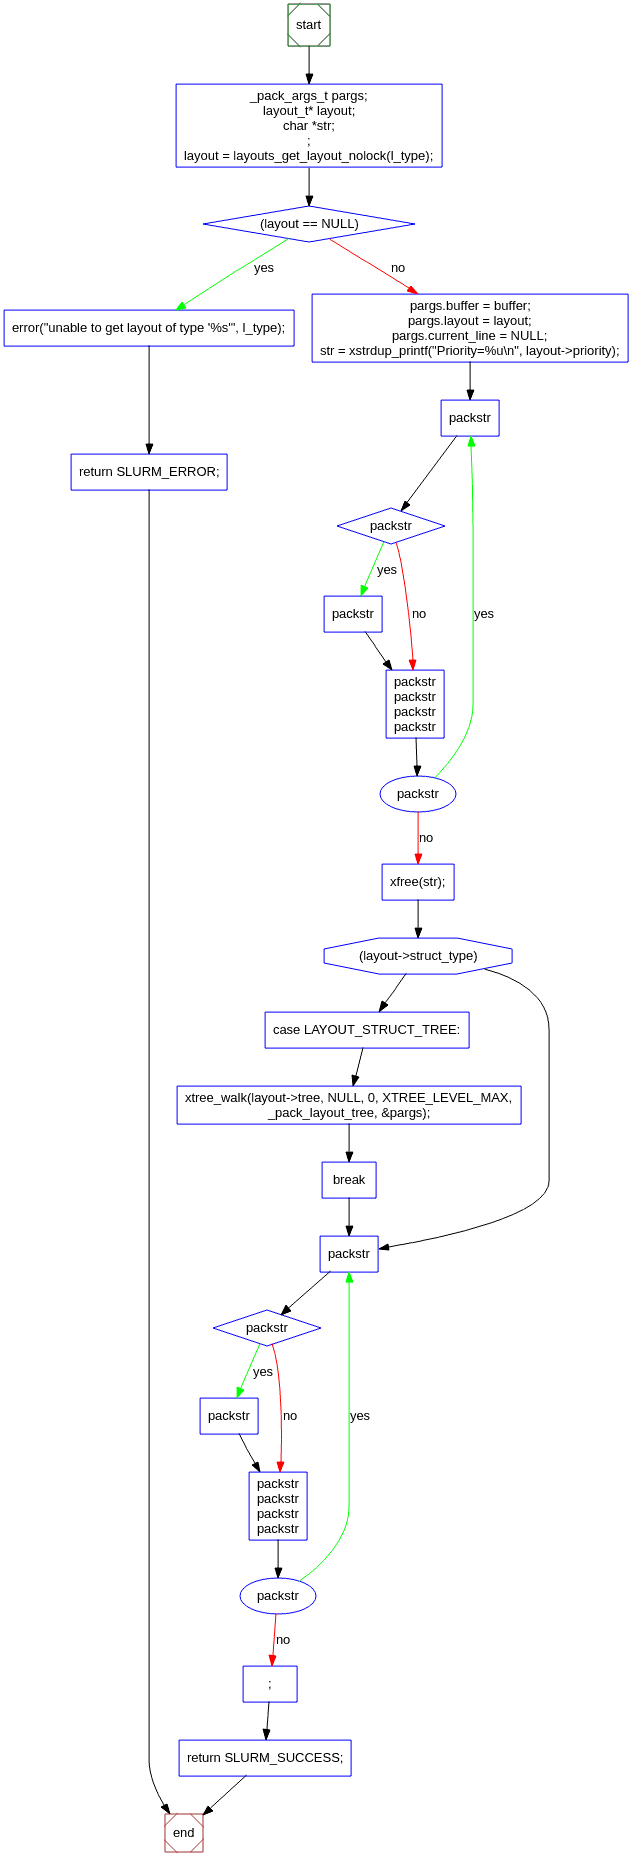 start
_pack_args_t pargs;
layout_t* layout;
char *str;
;
layout = layouts_get_layout_nolock(l_type);
(layout == NULL)
yes
no
error("unable to get layout of type '%s'", l_type);
pargs.buffer = buffer;
pargs.layout = layout;
pargs.current_line = NULL;
str = xstrdup_printf("Priority=%u\n", layout->priority);
packstr
return SLURM_ERROR;
packstr
yes
packstr
no
yes
packstr
packstr
packstr
packstr
packstr
no
xfree(str);
(layout->struct_type)
case LAYOUT_STRUCT_TREE:
xtree_walk(layout->tree, NULL, 0, XTREE_LEVEL_MAX,
_pack_layout_tree, &pargs);
break
packstr
packstr
yes
packstr
no
yes
packstr
packstr
packstr
packstr
packstr
no
;
return SLURM_SUCCESS;
end